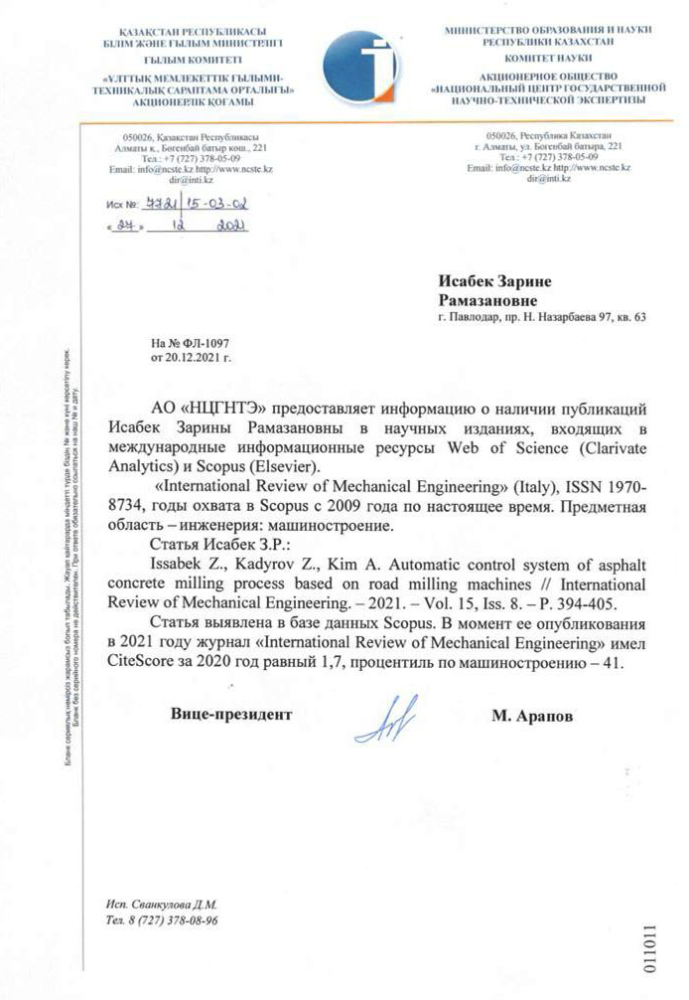 ҚАЗАҚСТАН РЕСПУБЛИКАСЫ
БІЛІМ ЖӘНЕ ҒЫЛЫМ МИНИСТРЛІГІ
ҒЫЛЫМ КОМИТЕТІ
«ҰЛТТЫҚ МЕМЛЕКЕТТІК ҒЫЛЫМИ-
ТЕХНИКАЛЫҚ САРАПТАМА ОРТАЛЫҒЫ»
АКЦИОНЕРЛІК ҚОҒАМЫ
МИНИСТЕРСТВО ОБРАЗОВАНИЯ И НАУКИ
РЕСПУБЛИКИ КАЗАХСТАН
КОМИТЕТ НАУКИ
АКЦИОНЕРНОЕ ОБЩЕСТВО
«НАЦИОНАЛЬНЫЙ ЦЕНТР ГОСУДАРСТВЕННОЙ
НАУЧНО-ТЕХНИЧЕСКОЙ ЭКСПЕРТИЗЫ»
050026, Қазақстан Республикасы
Алматы қ., Бөгенбай батыр көш., 221
Тел.: +7 (727) 378-05-09
Email: info@ncste.kz http://www.ncste.kz
dir@inti.kz
050026, Республика Казахстан
г. Алматы, ул. Богенбай батыра, 221
Тел.: +7 (727) 378-05-09
Email: info@ncste.kz http://www.ncste.kz
dir@inti.kz
Исх №: 7721/15-03-02
«27» 12 2021
Исабек Зарине
Рамазановне
г. Павлодар, пр. Н. Назарбаева 97, кв. 63
На № ФЛ-1097
от 20.12.2021 г.
АО «НЦГНТЭ» предоставляет информацию о наличии публикаций
Исабек Зарины Рамазановны в научных изданиях, входящих в
международные информационные ресурсы Web of Science (Clarivate
Analytics) и Scopus (Elsevier).
«International Review of Mechanical Engineering» (Italy), ISSN 1970-
8734, годы охвата в Scopus с 2009 года по настоящее время. Предметная
область – инженерия: машиностроение.
Статья Исабек З.Р.:
Issabek Z., Kadyrov Z., Kim A. Automatic control system of asphalt
concrete milling process based on road milling machines // International
Review of Mechanical Engineering. – 2021. – Vol. 15, Iss. 8. – P. 394-405.
Статья выявлена в базе данных Scopus. В момент ее опубликования
в 2021 году журнал «International Review of Mechanical Engineering» имел
CiteScore за 2020 год равный 1,7, процентиль по машиностроению – 41.
Вице-президент
М. Арапов
Бланк сериялық нөмірсіз жарамсыз болып табылады. Жауап қайтарарда міндетті түрде біздің № және күні көрсетілу керек.
Бланк без серийного номера не действителен. При ответе обязательно ссылаться на наш № и дату.
Исп. Сванкулова Д.М.
Тел. 8 (727) 378-08-96
011011